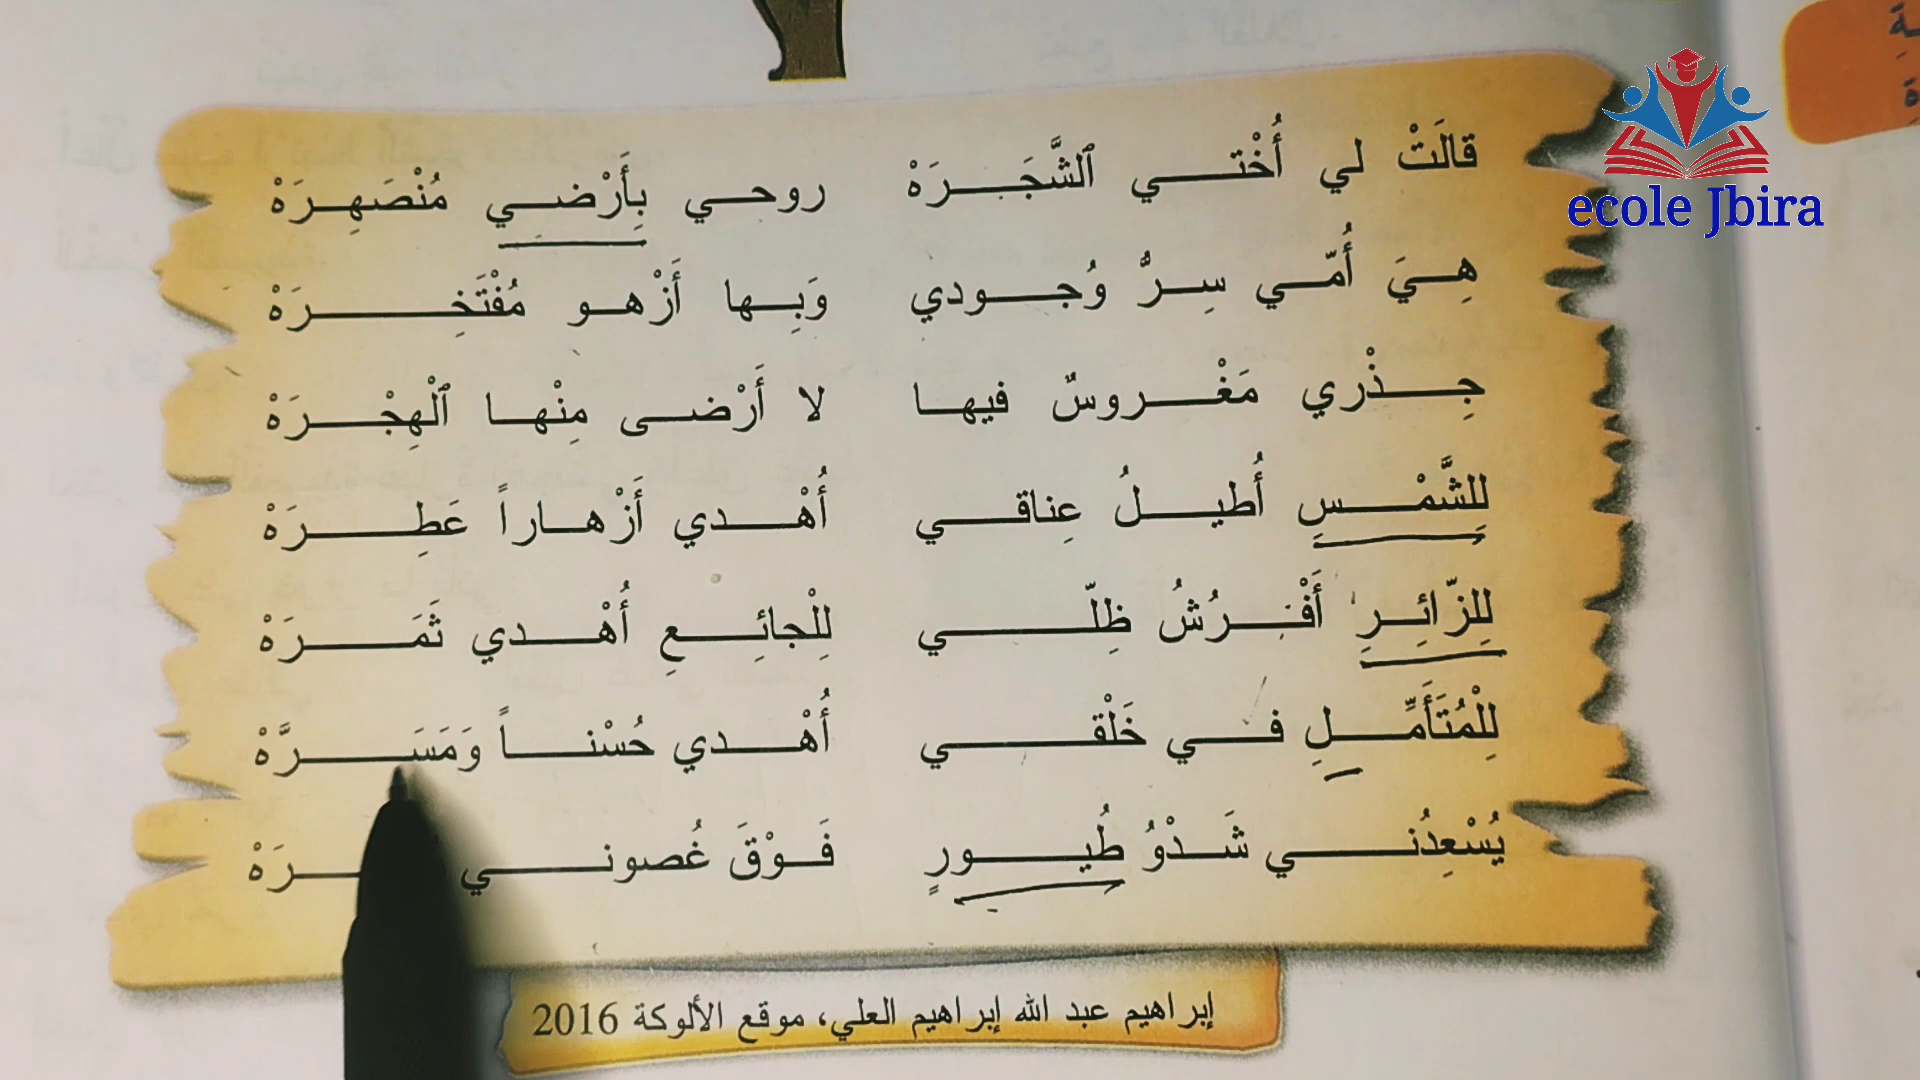 قالَتْ لي أُخْتي ٱلشَّجَرَهْ روحي بِأَرْضي مُنْصَهِرَهْ
هِيَ أُمّي سِرُّ وُجودي وَبِها أَزْهو مُفْتَخِرَهْ
جِذْري مَغْروسٌ فيها لا أَرْضى مِنْها ٱلْهِجْرَهْ
لِلشَّمْسِ أُطيلُ عِناقي أُهْدي أَزْهاراً عَطِرَهْ
لِلزّائِرِ أَفْرُشُ ظِلّي لِلْجائِعِ أُهْدي ثَمَرَهْ
لِلْمُتَأَمِّلِ في خَلْقي أُهْدي حُسْناً وَمَسَرَّهْ
يُسْعِدُني شَدْوُ طُيورٍ فَوْقَ غُصوني
إبراهيم عبد الله إبراهيم العلي، موقع الألوكة 2016
ecole Jbira